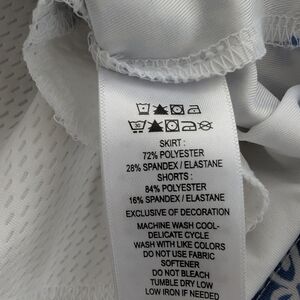 SKIRT :
72% POLYESTER
28% SPANDEX / ELASTANE
SHORTS :
84% POLYESTER
16% SPANDEX / ELASTANE
EXCLUSIVE OF DECORATION
MACHINE WASH COOL-
DELICATE CYCLE
WASH WITH LIKE COLORS
DO NOT USE FABRIC
SOFTENER
DO NOT BLEACH
TUMBLE DRY LOW
LOW IRON IF NEEDED